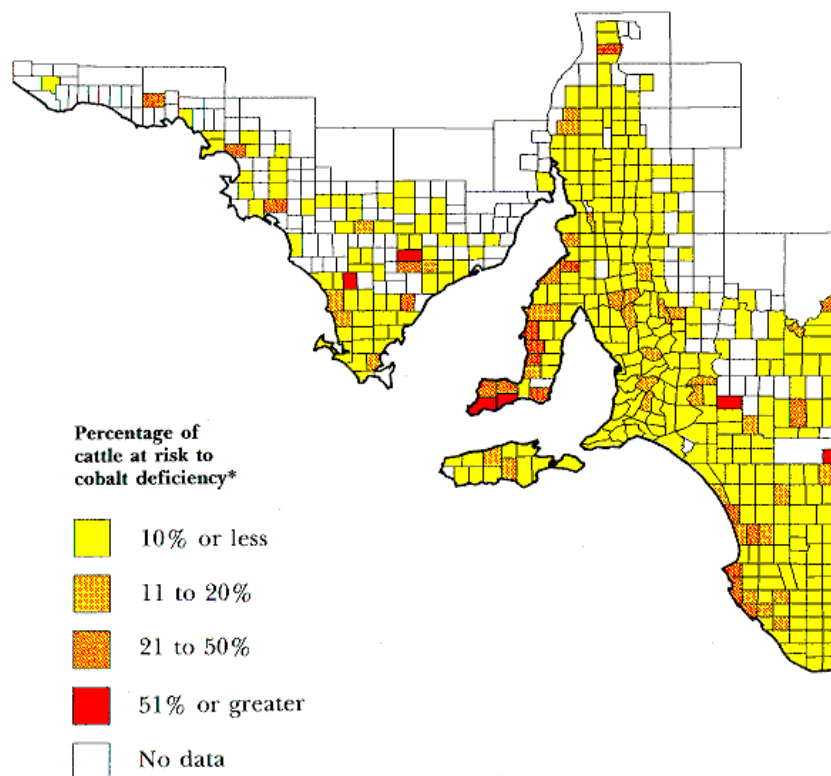 Percentage of
cattle at risk to
cobalt deficiency*
10% or less
11 to 20%
21 to 50%
51% or greater
No data